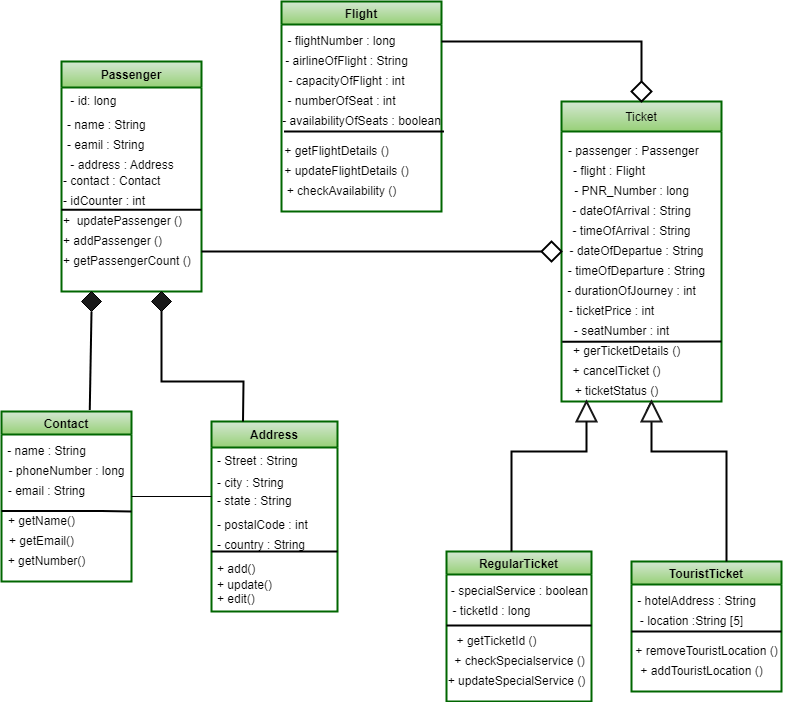 Flight
- flightNumber : long
- airlineOfFlight : String
- capacityOfFlight : int
- numberOfSeat : int
- availabilityOfSeats : boolean
+ getFlightDetails ()
+ updateFlightDetails ()
+ checkAvailability ()
Passenger
- id: long
- name : String
- eamil : String
- address : Address
- contact : Contact
- idCounter : int
+ updatePassenger ()
+ addPassenger ()
+ getPassengerCount ()
Ticket
- passenger : Passenger
- flight : Flight
- PNR_Number : long
- dateOfArrival : String
- timeOfArrival : String
- dateOfDepartue : String
- timeOfDeparture : String
- durationOfJourney : int
- ticketPrice : int
- seatNumber : int
+ gerTicketDetails ()
+ cancelTicket ()
+ ticketStatus ()
Contact
- name : String
- phoneNumber : long
- email : String
+ getName()
+ getEmail()
+ getNumber()
Address
- Street : String
- city : String
- state : String
- postalCode : int
- country : String
+ add()
+ update()
+ edit()
RegularTicket
- specialService : boolean
- ticketId : long
+ getTicketId ()
+ checkSpecialservice ()
+ updateSpecialService ()
TouristTicket
- hotelAddress : String
- location :String [5]
+ removeTouristLocation ()
+ addTouristLocation ()